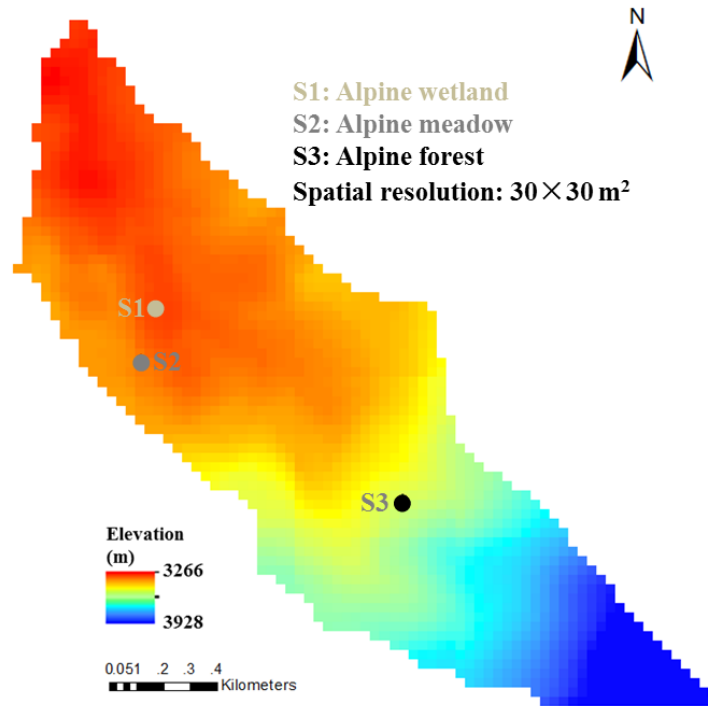 N
S1: Alpine wetland
S2: Alpine meadow
S3: Alpine forest
Spatial resolution: 30×30 m²
S1
S2
S3
Elevation
(m)
3266
3928
0.051 .2 .3 .4
Kilometers